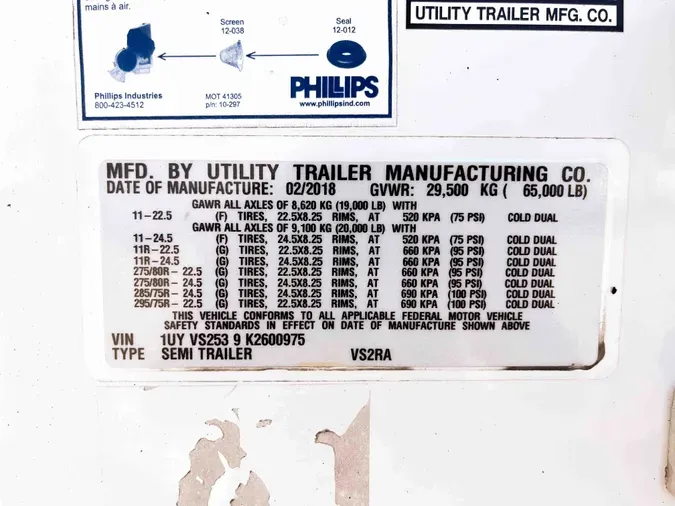 mains à air.
Screen
12-038
Seal
12-012
Phillips Industries
800-423-4512
MOT 41305
p/n: 10-297
PHILLIPS
www.phillipsind.com
UTILITY TRAILER MFG. CO.
MFD. BY UTILITY TRAILER MANUFACTURING CO.
DATE OF MANUFACTURE: 02/2018 GVWR: 29,500 KG ( 65,000 LB)
GAWR ALL AXLES OF 8,620 KG (19,000 LB) WITH
11-22.5 (F) TIRES, 22.5X8.25 RIMS, AT 520 KPA (75 PSI) COLD DUAL
GAWR ALL AXLES OF 9,100 KG (20,000 LB) WITH
11-24.5 (F) TIRES, 24.5X8.25 RIMS, AT 520 KPA (75 PSI) COLD DUAL
11R-22.5 (G) TIRES, 22.5X8.25 RIMS, AT 660 KPA (95 PSI) COLD DUAL
11R-24.5 (G) TIRES, 24.5X8.25 RIMS, AT 660 KPA (95 PSI) COLD DUAL
275/80R-22.5 (G) TIRES, 22.5X8.25 RIMS, AT 660 KPA (95 PSI) COLD DUAL
275/80R-24.5 (G) TIRES, 24.5X8.25 RIMS, AT 660 KPA (95 PSI) COLD DUAL
285/75R-24.5 (G) TIRES, 24.5X8.25 RIMS, AT 690 KPA (100 PSI) COLD DUAL
295/75R-22.5 (G) TIRES, 22.5X8.25 RIMS, AT 690 KPA (100 PSI) COLD DUAL
THIS VEHICLE CONFORMS TO ALL APPLICABLE FEDERAL MOTOR VEHICLE
SAFETY STANDARDS IN EFFECT ON DATE OF MANUFACTURE SHOWN ABOVE
VIN 1UY VS253 9 K2600975
TYPE SEMI TRAILER VS2RA